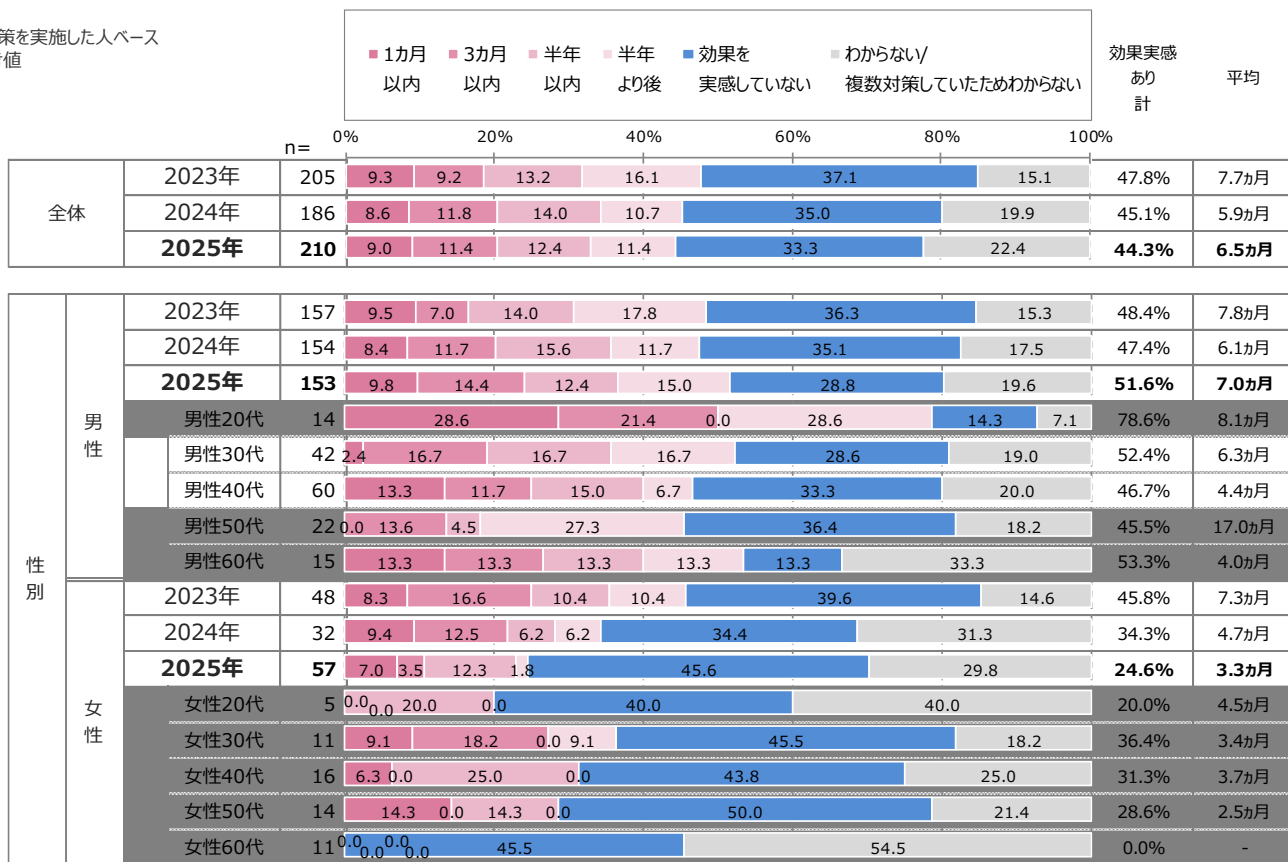 策を実施した人ベース
値
■ 1カ月以内 ■ 3カ月以内 ■ 半年以内 ■ 半年より後 ■ 効果を実感していない ■ わからない/複数対策していたためわからない
効果実感あり計 平均
n= 0% 20% 40% 60% 80% 100%
全体
2023年 205 9.3 9.2 13.2 16.1 37.1 15.1 47.8% 7.7ヵ月
2024年 186 8.6 11.8 14.0 10.7 35.0 19.9 45.1% 5.9ヵ月
2025年 210 9.0 11.4 12.4 11.4 33.3 22.4 44.3% 6.5ヵ月
性別
男性
2023年 157 9.5 7.0 14.0 17.8 36.3 15.3 48.4% 7.8ヵ月
2024年 154 8.4 11.7 15.6 11.7 35.1 17.5 47.4% 6.1ヵ月
2025年 153 9.8 14.4 12.4 15.0 28.8 19.6 51.6% 7.0ヵ月
男性20代 14 28.6 21.4 0.0 28.6 14.3 7.1 78.6% 8.1ヵ月
男性30代 42 2.4 16.7 16.7 16.7 28.6 19.0 52.4% 6.3ヵ月
男性40代 60 13.3 11.7 15.0 6.7 33.3 20.0 46.7% 4.4ヵ月
男性50代 22 0.0 13.6 4.5 27.3 36.4 18.2 45.5% 17.0ヵ月
男性60代 15 13.3 13.3 13.3 13.3 13.3 33.3 53.3% 4.0ヵ月
女性
2023年 48 8.3 16.6 10.4 10.4 39.6 14.6 45.8% 7.3ヵ月
2024年 32 9.4 12.5 6.2 6.2 34.4 31.3 34.3% 4.7ヵ月
2025年 57 7.0 3.5 12.3 1.8 45.6 29.8 24.6% 3.3ヵ月
女性20代 5 0.0 0.0 20.0 0.0 40.0 40.0 20.0% 4.5ヵ月
女性30代 11 9.1 18.2 0.0 9.1 45.5 18.2 36.4% 3.4ヵ月
女性40代 16 6.3 0.0 25.0 0.0 43.8 25.0 31.3% 3.7ヵ月
女性50代 14 14.3 0.0 14.3 0.0 50.0 21.4 28.6% 2.5ヵ月
女性60代 11 0.0 0.0 0.0 0.0 45.5 54.5 0.0% -